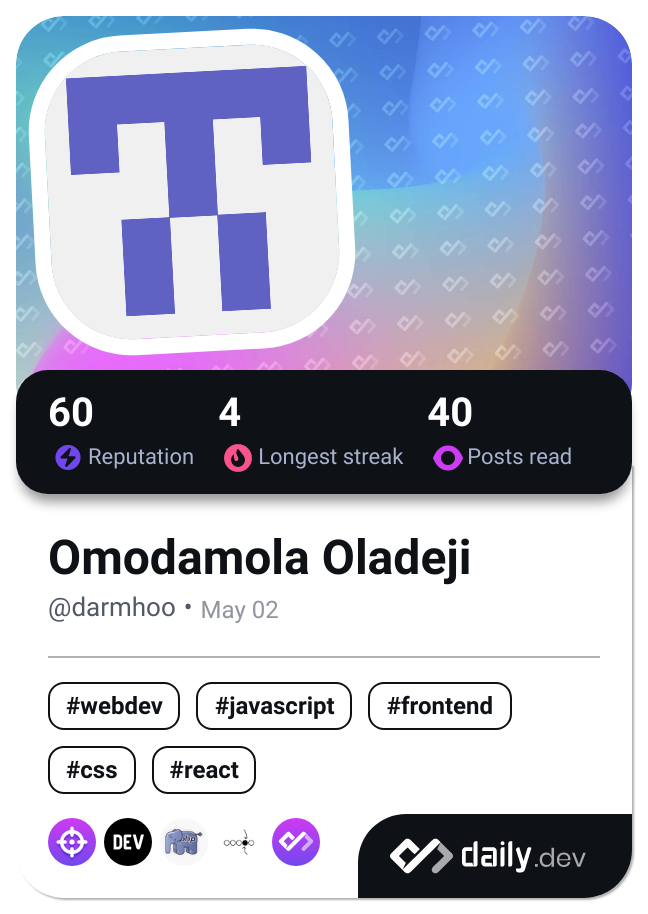 60 4 40
Reputation Longest streak Posts read
Omodamola Oladeji
@darmhoo • May 02
#webdev #javascript #frontend
#css #react
DEV php daily.dev